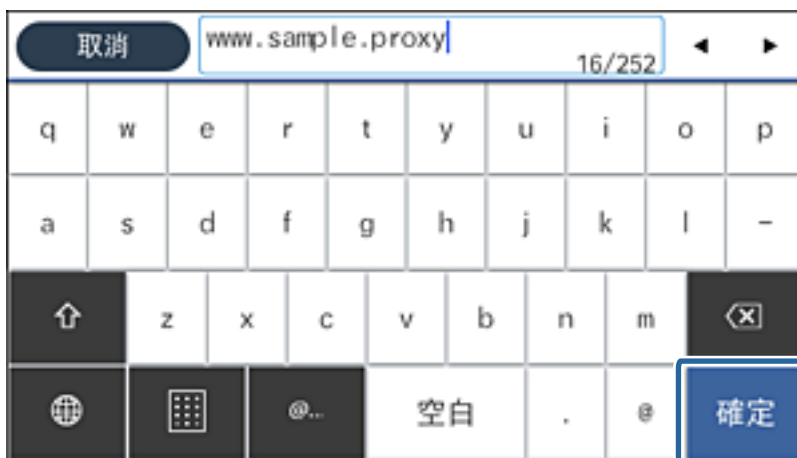 取消 www.sample.proxy
16/252
q w e r t y u i o p
a s d f g h j k l -
z x c v b n m
@... 空白 . @ 確定